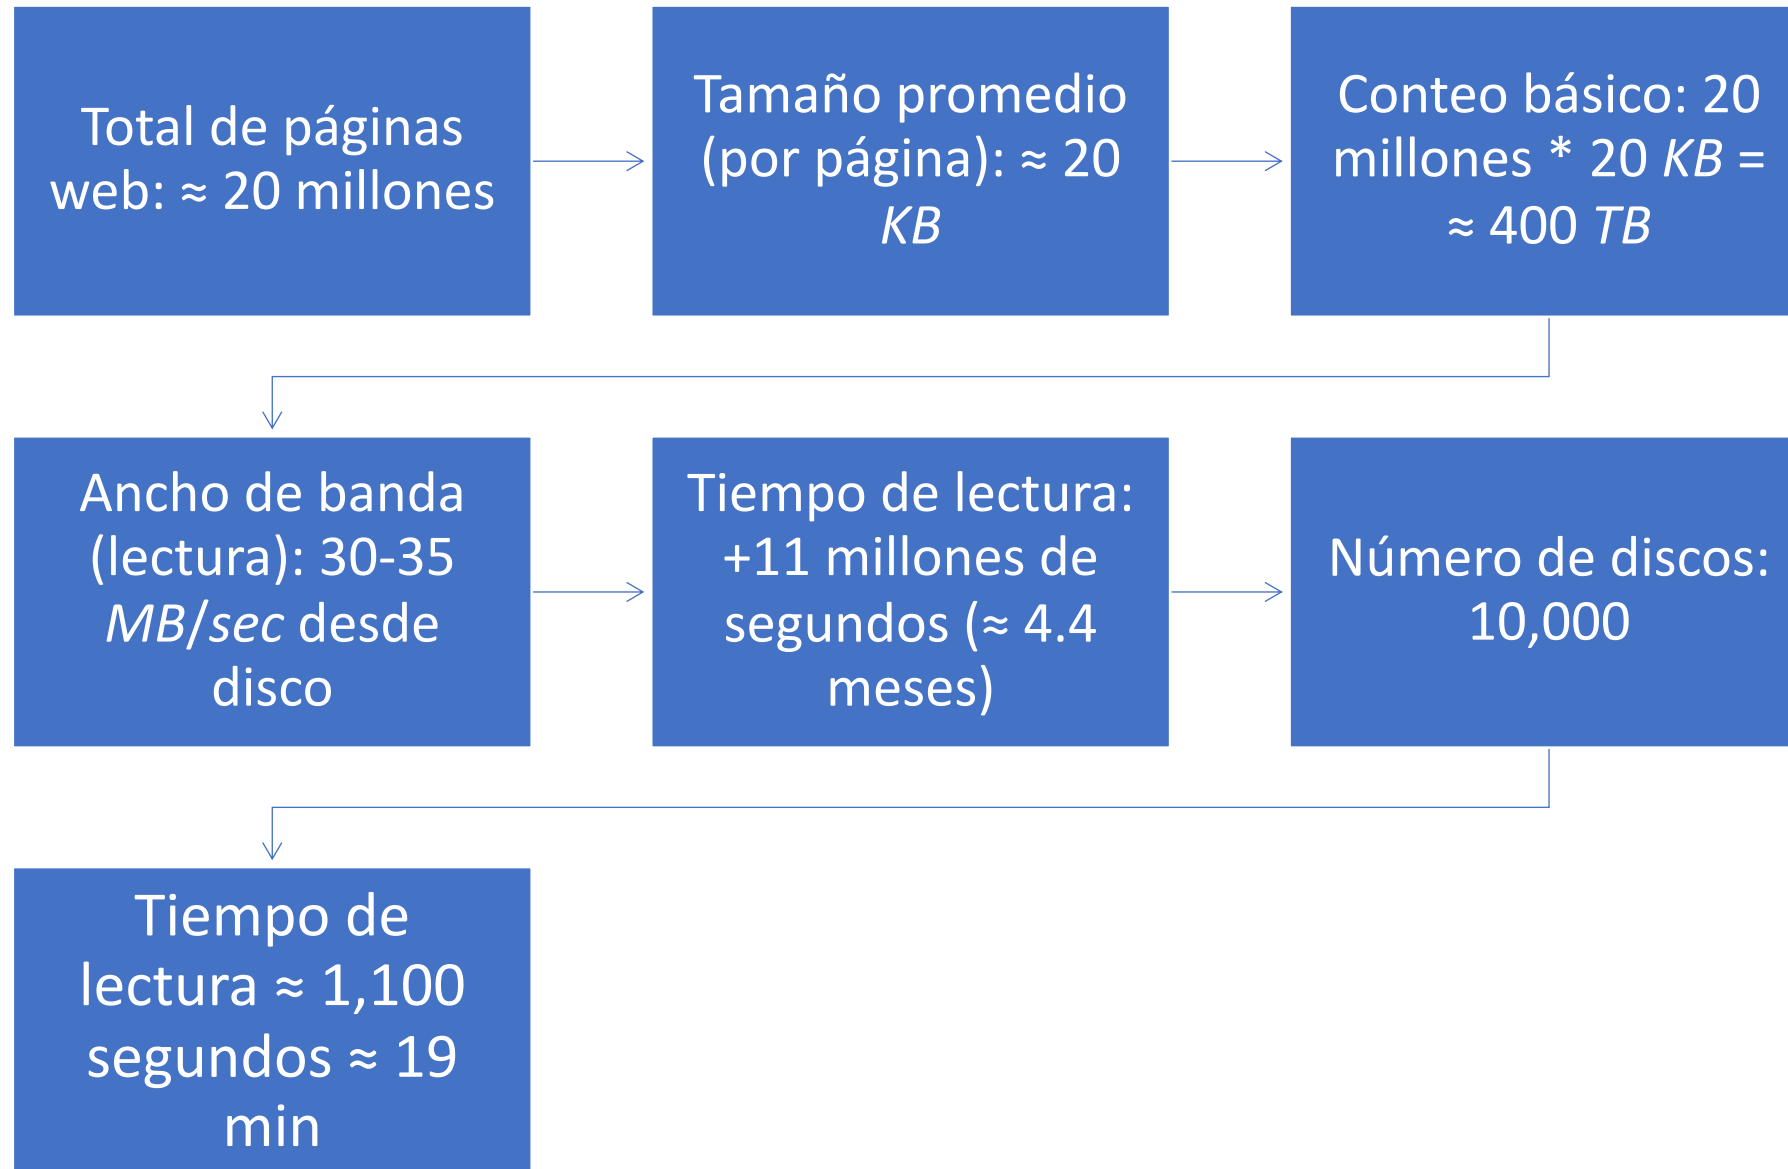 Total de páginas
web: ≈ 20 millones
Tamaño promedio
(por página): ≈ 20
KB
Conteo básico: 20
millones * 20 KB =
≈ 400 TB
Ancho de banda
(lectura): 30-35
MB/sec desde
disco
Tiempo de lectura:
+11 millones de
segundos (≈ 4.4
meses)
Número de discos:
10,000
Tiempo de
lectura ≈ 1,100
segundos ≈ 19
min